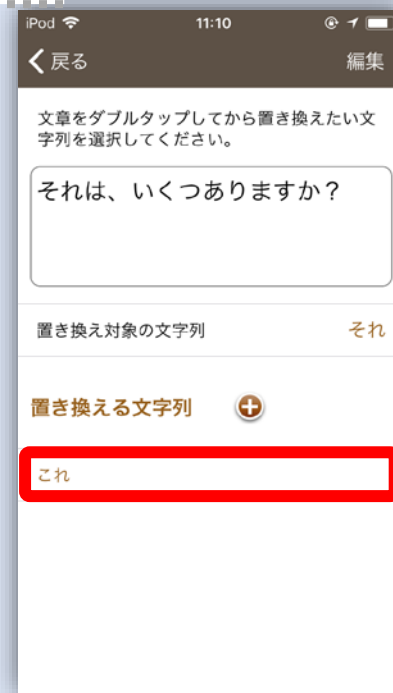 iPod 11:10
戻る 編集
文章をダブルタップしてから置き換えたい文
字列を選択してください。
それは、いくつありますか？
置き換え対象の文字列 それ
置き換える文字列
これ